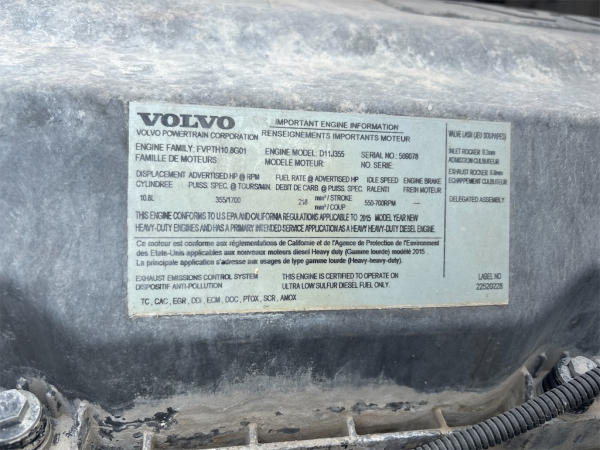 VOLVO
VOLVO POWERTRAIN CORPORATION
IMPORTANT ENGINE INFORMATION
RENSEIGNEMENTS IMPORTANTS MOTEUR
ENGINE FAMILY: FVPTH10.8G01 ENGINE MODEL: D11J355 SERIAL NO:
FAMILLE DE MOTEURS MODELE MOTEUR: NO. SERIE:
DISPLACEMENT ADVERTISED HP @ RPM FUEL RATE @ ADVERTISED HP IDLE SPEED ENGINE BRAKE
CYLINDREE PUISS. SPEC. @ TOURS/MIN. DEBIT DE CARB. @ PUISS. SPEC. RALENTI FREIN MOTEUR
10.8L 355/1700 218 mm³ / STROKE 550-700RPM —
mm³ / COUP
THIS ENGINE CONFORMS TO U.S EPA AND CALIFORNIA REGULATIONS APPLICABLE TO 2015 MODEL YEAR NEW
HEAVY-DUTY ENGINES AND HAS A PRIMARY INTENDED SERVICE APPLICATION AS A HEAVY HEAVY-DUTY DIESEL ENGINE.
Ce moteur est conforme aux réglementations de Californie et de l'Agence de Protection de l'Environment
des Etats-Unis applicables aux nouveaux moteurs diesel Heavy duty (Gamme lourde) modèle 2015 .
La principale application s'adresse aux usages de type gamme lourde (Heavy-heavy-duty).
EXHAUST EMISSIONS CONTROL SYSTEM
DISPOSITIF ANTI-POLLUTION
THIS ENGINE IS CERTIFIED TO OPERATE ON
ULTRA LOW SULFUR DIESEL FUEL ONLY.
LABEL NO
22520228
TC, CAC, EGR, DDI, ECM, DOC, PTOX, SCR, AMOX
VALVE LASH (JEU SOUPAPES)
INLET ROCKER
ADMISSION CULBUTEUR
EXHAUST ROCKER
ECHAPPEMENT CULBUTEUR
DELEGATED ASSEMBLY